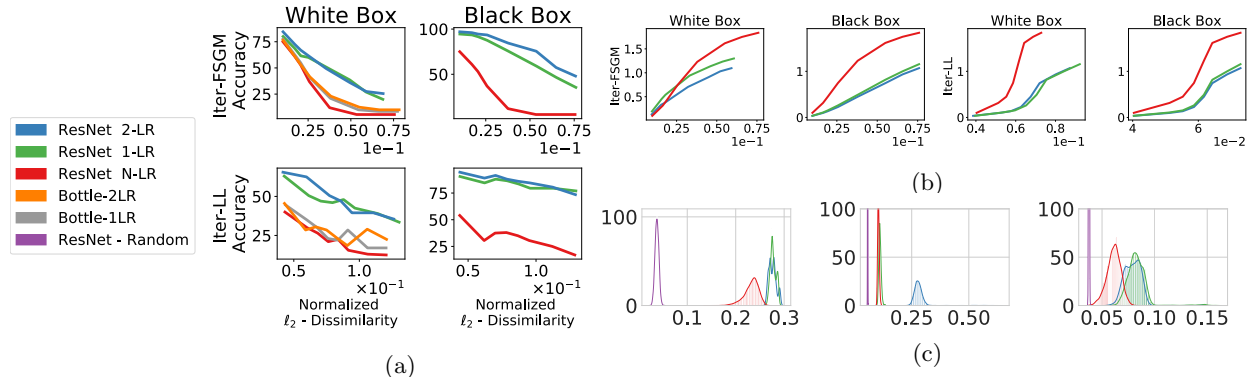 White Box
Black Box
Iter-FSGM
Accuracy
75
50
25
0.25 0.50 0.75
1e−1
100
50
0.25 0.50 0.75
1e−1
Iter-LL
Accuracy
50
25
0.5 1.0
×10⁻¹
Normalized
ℓ₂ - Dissimilarity
75
50
25
0.5 1.0
×10⁻¹
Normalized
ℓ₂ - Dissimilarity
(a)
ResNet 2-LR
ResNet 1-LR
ResNet N-LR
Bottle-2LR
Bottle-1LR
ResNet - Random
White Box
Iter-FSGM
1.5
1.0
0.5
0.25 0.50 0.75
1e−1
Black Box
1
0
0.25 0.50 0.75
1e−1
White Box
Iter-LL
1
0
0.4 0.6 0.8
1e−1
Black Box
1
0
4 6
1e−2
(b)
100
50
0
0.1 0.2 0.3
100
50
0
0.25 0.50
100
50
0
0.05 0.10 0.15
(c)